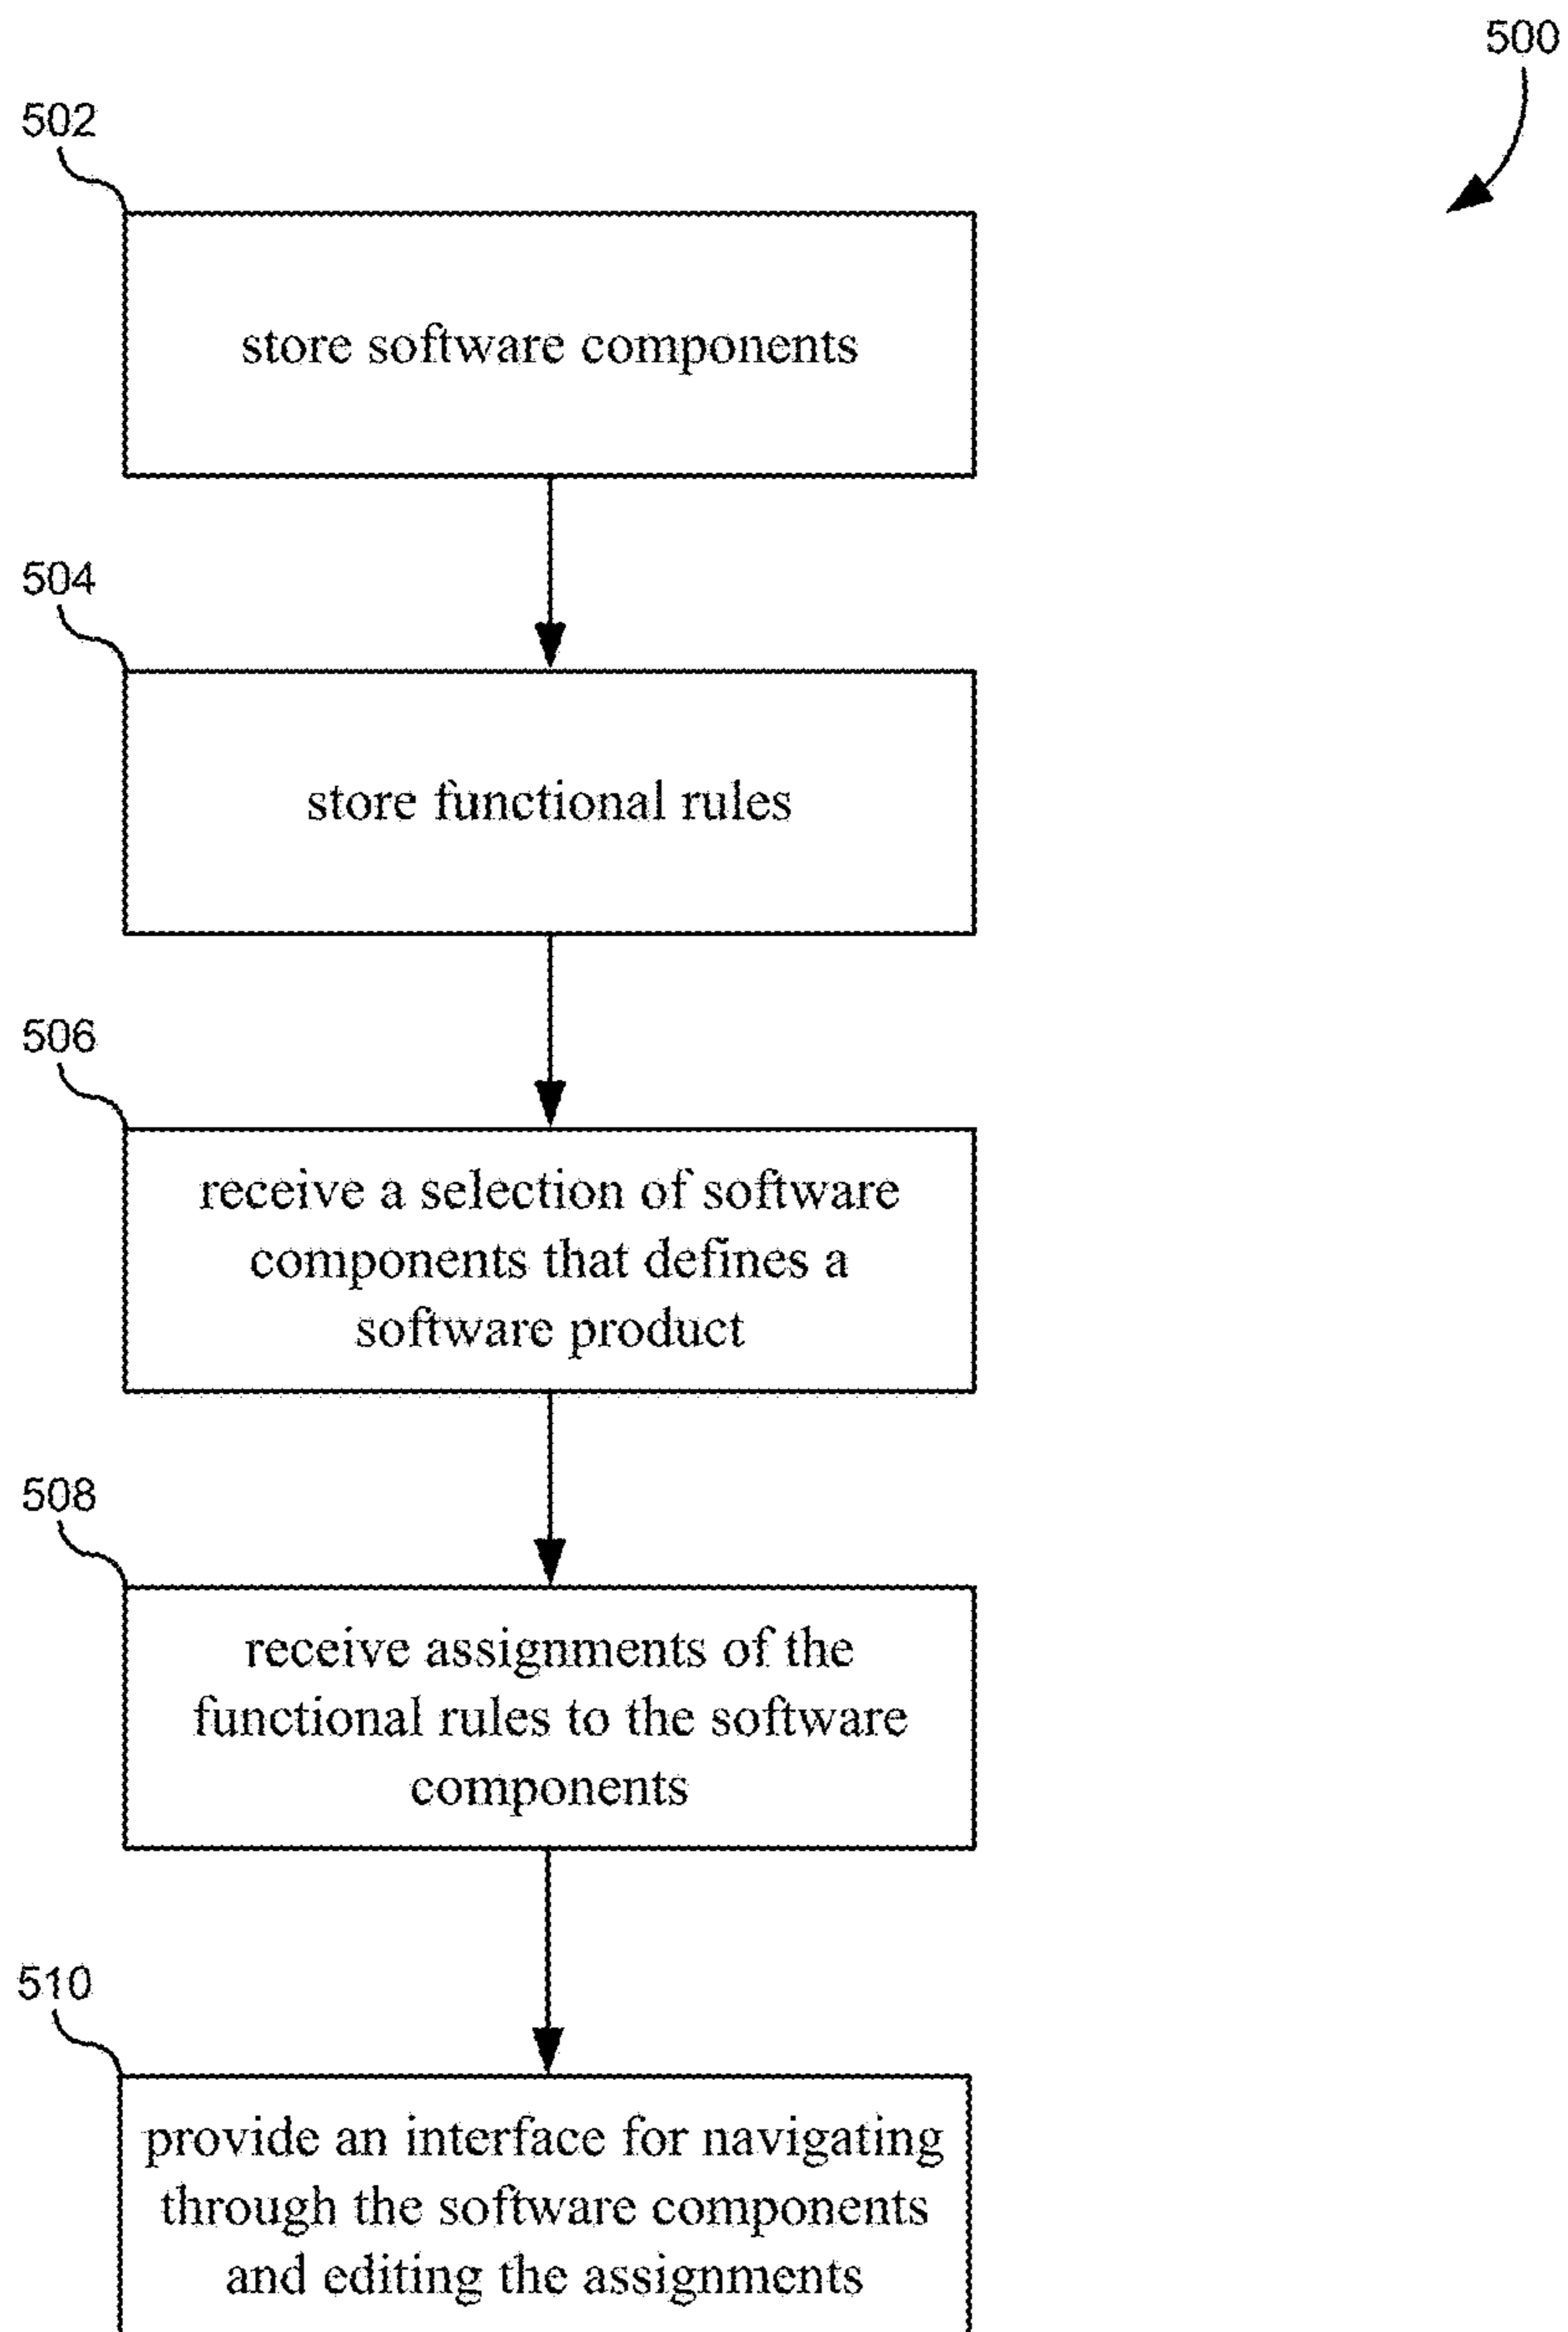 500
502
store software components
504
store functional rules
506
receive a selection of software
components that defines a
software product
508
receive assignments of the
functional rules to the software
components
510
provide an interface for navigating
through the software components
and editing the assignments